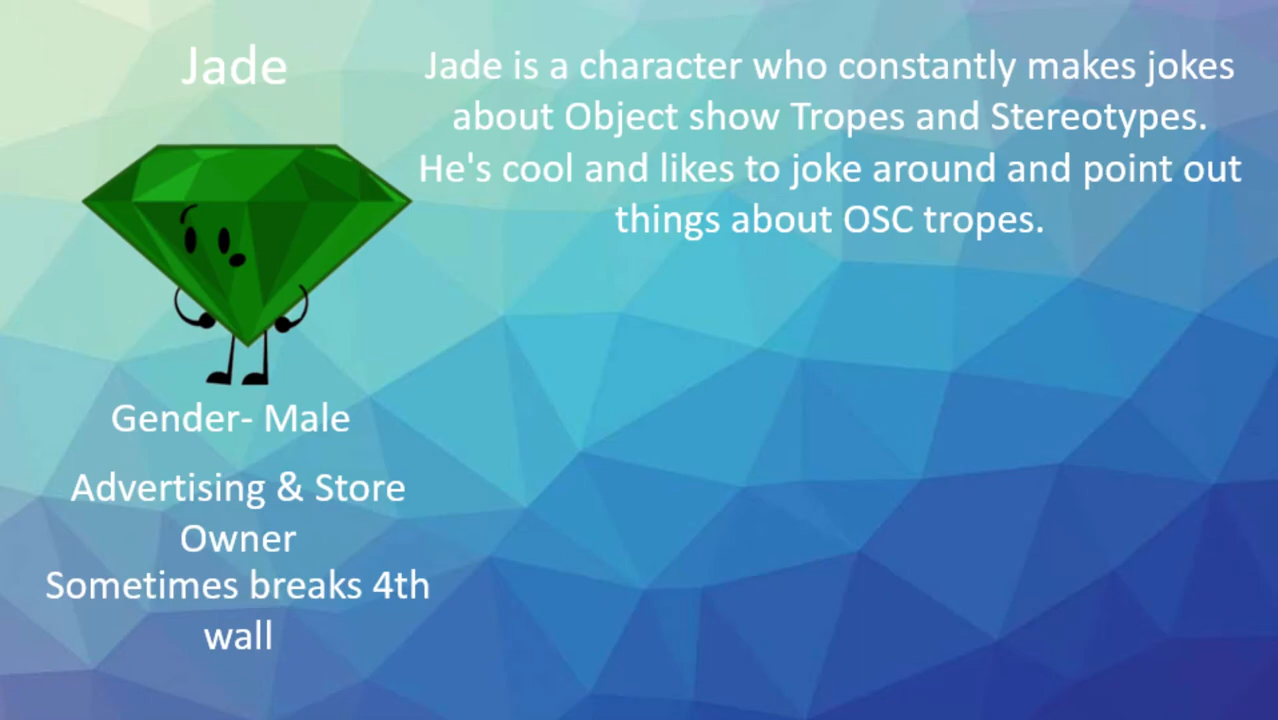 Jade
Jade is a character who constantly makes jokes
about Object show Tropes and Stereotypes.
He's cool and likes to joke around and point out
things about OSC tropes.
Gender- Male
Advertising & Store
Owner
Sometimes breaks 4th
wall